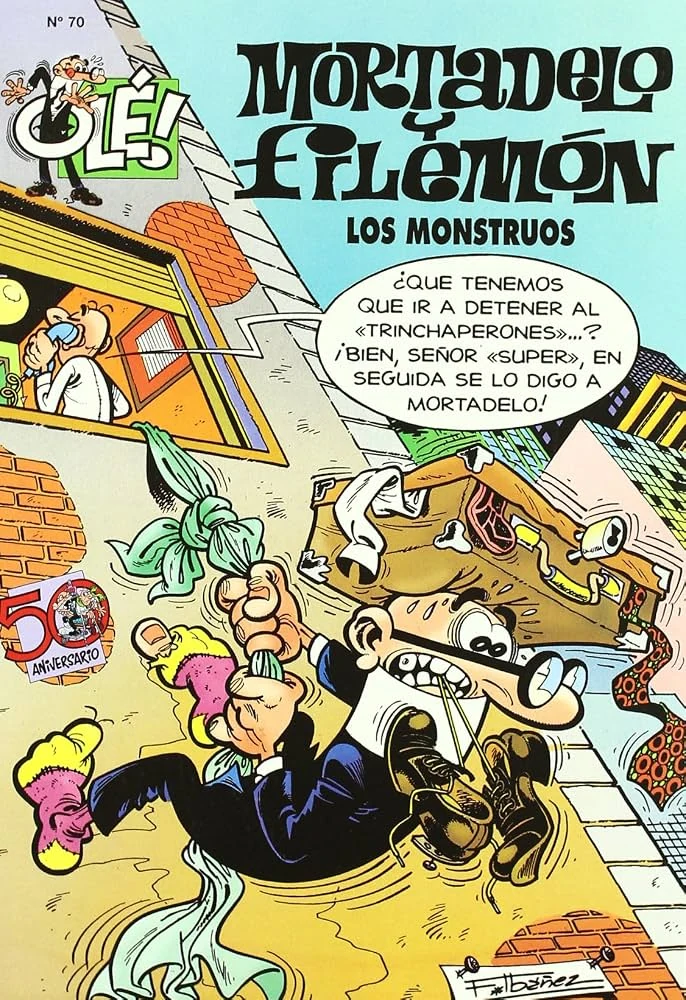 Nº 70
OLÉ!
MORTADELO
Y
FILEMÓN
LOS MONSTRUOS
¿QUE TENEMOS
QUE IR A DETENER AL
«TRINCHAPERONES»...?
¡BIEN, SEÑOR «SUPER», EN
SEGUIDA SE LO DIGO A
MORTADELO!
50
ANIVERSARIO
F. Ibáñez